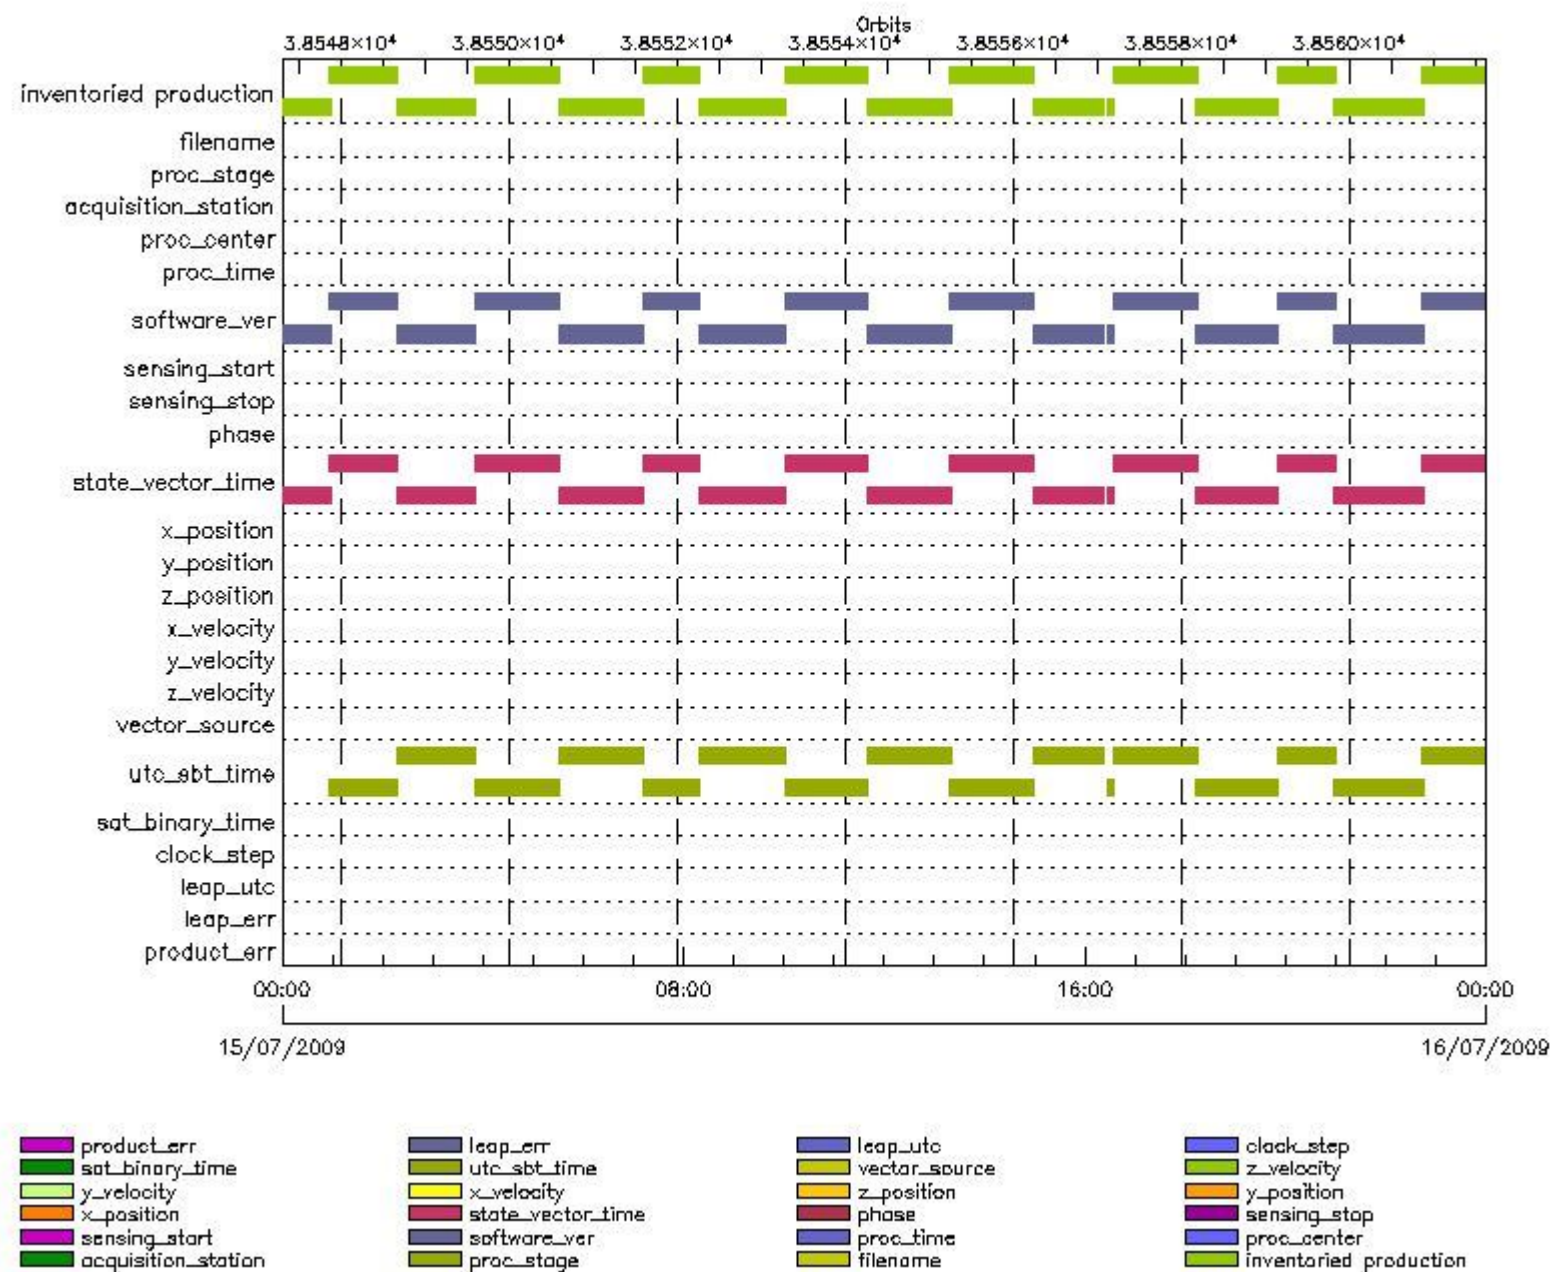 Orbits
3.8548×10⁴ 3.8550×10⁴ 3.8552×10⁴ 3.8554×10⁴ 3.8556×10⁴ 3.8558×10⁴ 3.8560×10⁴
inventoried production
filename
proc_stage
acquisition_station
proc_center
proc_time
software_ver
sensing_start
sensing_stop
phase
state_vector_time
x_position
y_position
z_position
x_velocity
y_velocity
z_velocity
vector_source
utc_sbt_time
sat_binary_time
clock_step
leap_utc
leap_err
product_err
00:00 08:00 16:00 00:00
15/07/2009 16/07/2009
product_err leap_err leap_utc clock_step
sat_binary_time utc_sbt_time vector_source z_velocity
y_velocity x_velocity z_position y_position
x_position state_vector_time phase sensing_stop
sensing_start software_ver proc_time proc_center
acquisition_station proc_stage filename inventoried production